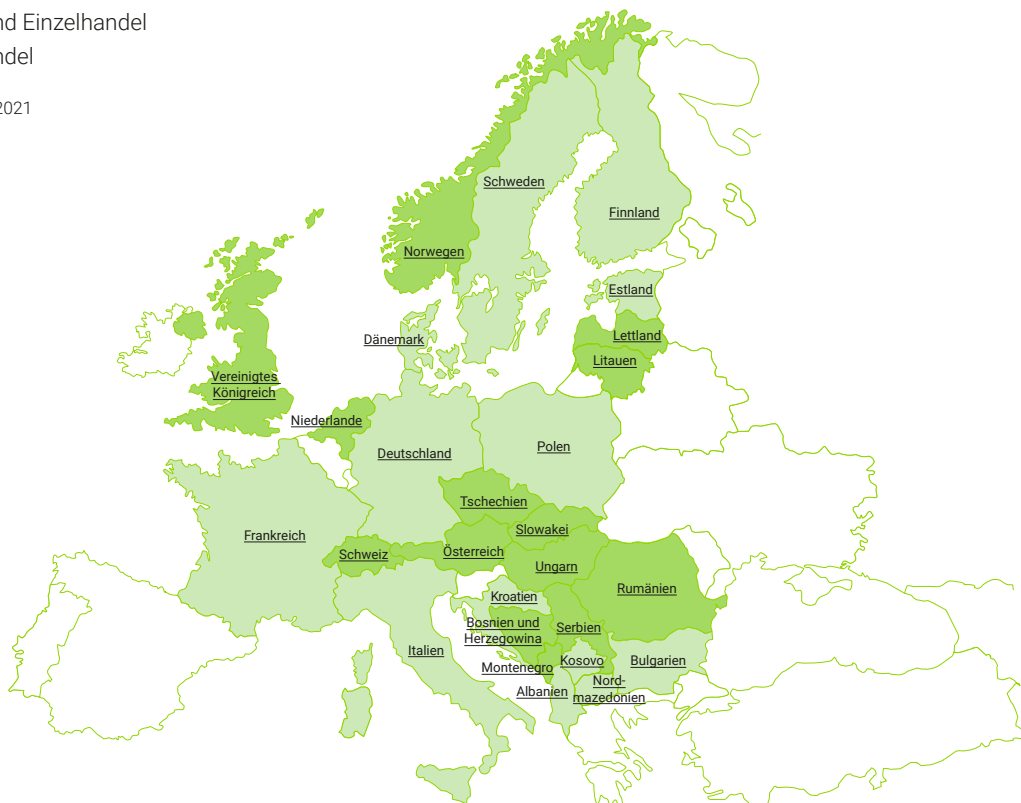 nd Einzelhandel
ndel
2021
Schweden
Finnland
Norwegen
Estland
Lettland
Dänemark
Litauen
Vereinigtes
Königreich
Niederlande
Deutschland
Polen
Tschechien
Slowakei
Frankreich
Schweiz
Österreich
Ungarn
Rumänien
Kroatien
Bosnien und
Herzegowina
Serbien
Italien
Montenegro
Kosovo
Bulgarien
Albanien
Nord-
mazedonien